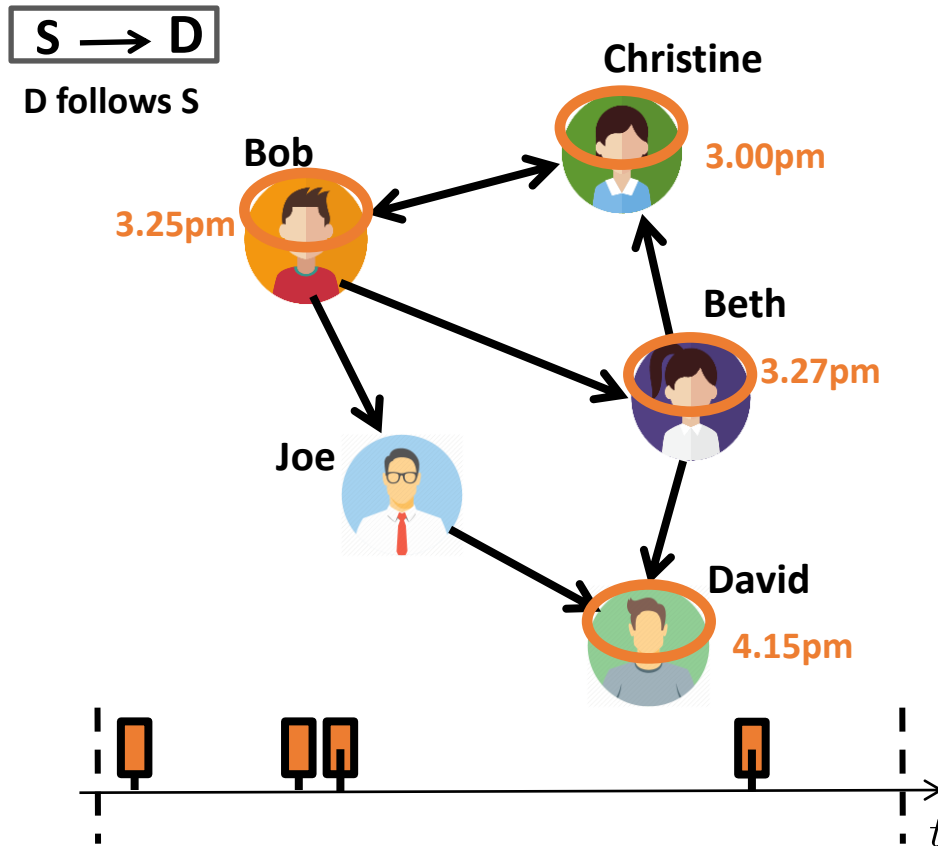 S → D
D follows S
Christine
3.00pm
Bob
3.25pm
Beth
3.27pm
Joe
David
4.15pm
t